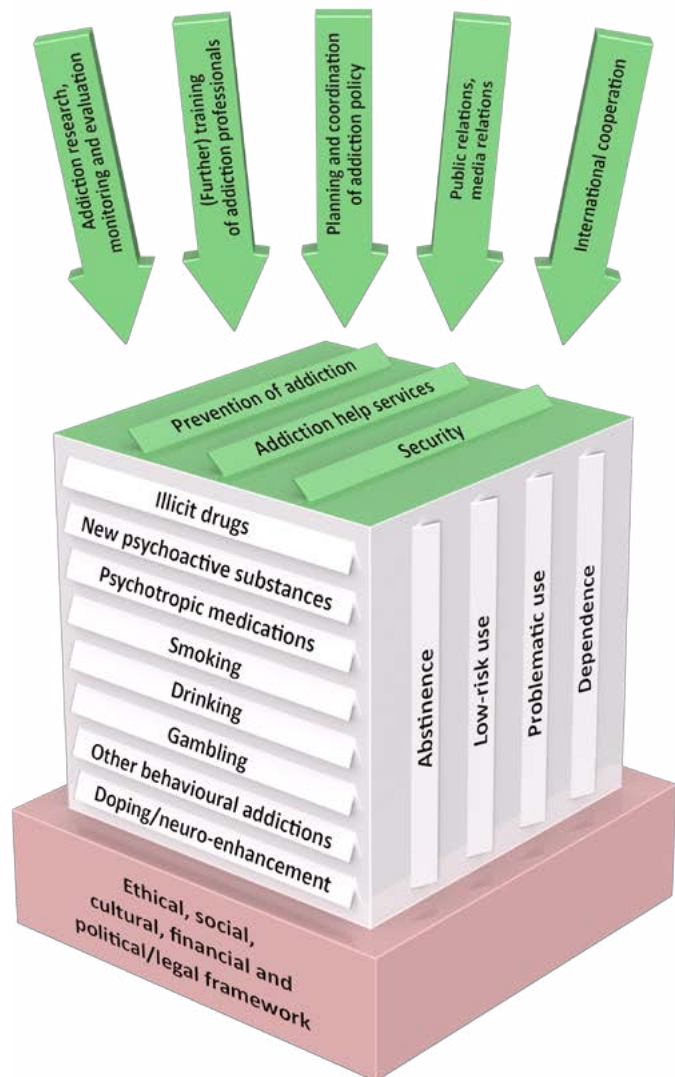 Addiction research,
monitoring and evaluation
(Further) training
of addiction professionals
Planning and coordination
of addiction policy
Public relations,
media relations
International cooperation
Prevention of addiction
Addiction help services
Security
Illicit drugs
New psychoactive substances
Psychotropic medications
Smoking
Drinking
Gambling
Other behavioural addictions
Doping/neuro-enhancement
Abstinence
Low-risk use
Problematic use
Dependence
Ethical, social,
cultural, financial and
political/legal framework